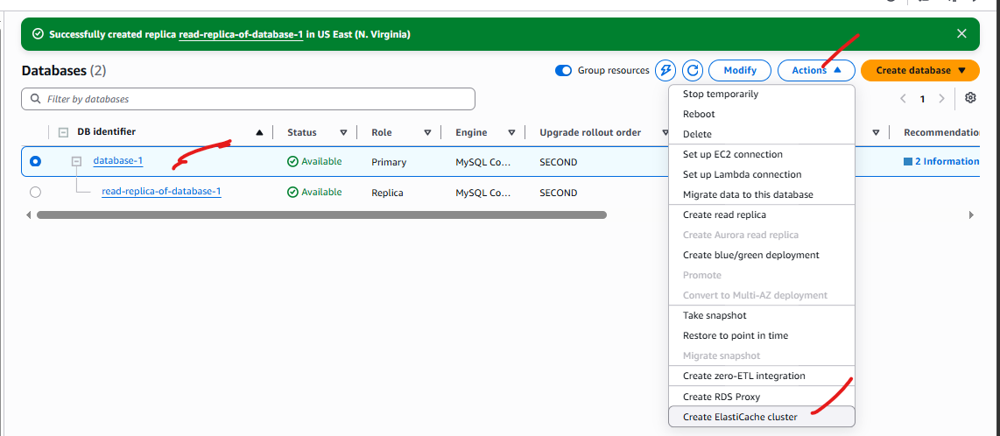 Successfully created replica read-replica-of-database-1 in US East (N. Virginia)
Databases (2)
Group resources
Modify
Actions
Create database
Filter by databases
1
DB identifier
Status
Role
Engine
Upgrade rollout order
Recommendation
database-1
Available
Primary
MySQL Co...
SECOND
2 Information
read-replica-of-database-1
Available
Replica
MySQL Co...
SECOND
Stop temporarily
Reboot
Delete
Set up EC2 connection
Set up Lambda connection
Migrate data to this database
Create read replica
Create Aurora read replica
Create blue/green deployment
Promote
Convert to Multi-AZ deployment
Take snapshot
Restore to point in time
Migrate snapshot
Create zero-ETL integration
Create RDS Proxy
Create ElastiCache cluster